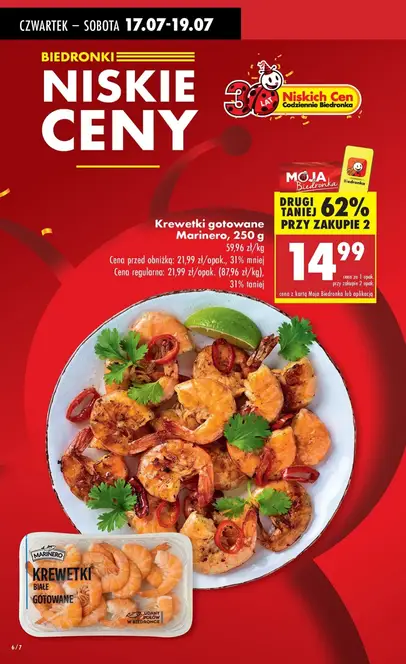 CZWARTEK – SOBOTA 17.07-19.07
BIEDRONKI
NISKIE
CENY
30 LAT
Niskich Cen
Codziennie Biedronka
MOJA
Biedronka
Biedronka
DRUGI
TANIEJ 62%
PRZY ZAKUPIE 2
14 99
cena za 1 opak.
przy zakupie 2 opak.
cena z kartą Moja Biedronka lub aplikacją
Krewetki gotowane
Marinero, 250 g
59,96 zł/kg
Cena przed obniżką: 21,99 zł/opak., 31% mniej
Cena regularna: 21,99 zł/opak. (87,96 zł/kg),
31% taniej
MARINERO
KREWETKI
BIAŁE
GOTOWANE
DOBRY
POŁÓW
W BIEDRONCE
6/7